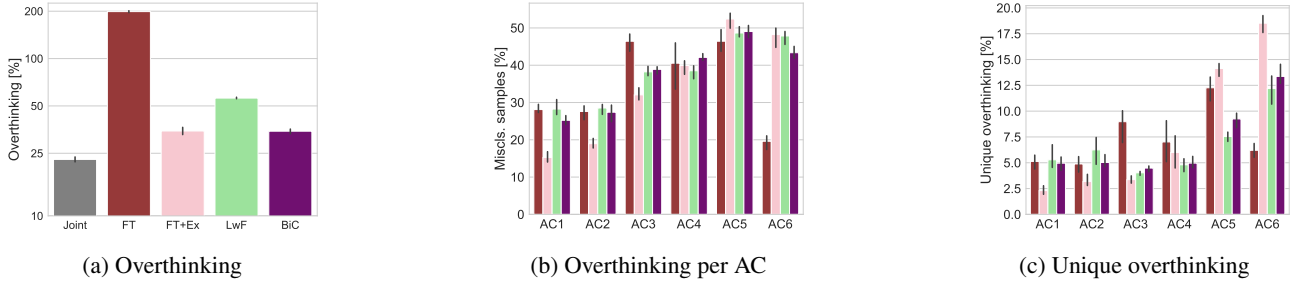 Overthinking [%]
200
100
50
25
10
Joint FT FT+Ex LwF BiC
(a) Overthinking
Miscls. samples [%]
50
40
30
20
10
0
AC1 AC2 AC3 AC4 AC5 AC6
(b) Overthinking per AC
Unique overthinking [%]
20.0
17.5
15.0
12.5
10.0
7.5
5.0
2.5
0.0
AC1 AC2 AC3 AC4 AC5 AC6
(c) Unique overthinking